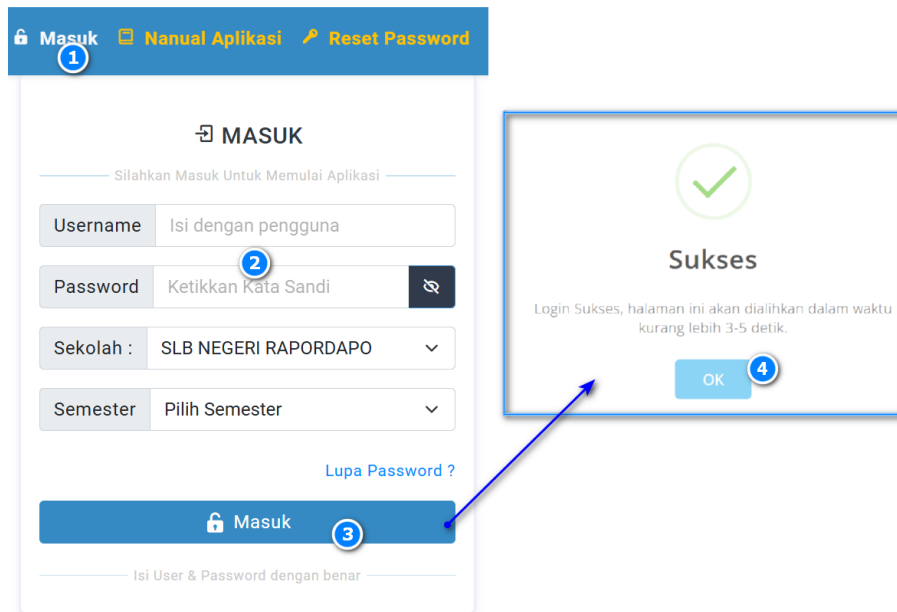 Masuk Nanual Aplikasi Reset Password
1
MASUK
Silahkan Masuk Untuk Memulai Aplikasi
Username Isi dengan pengguna
2
Password Ketikkan Kata Sandi
Sekolah : SLB NEGERI RAPORDAPO
Semester Pilih Semester
Lupa Password ?
Masuk
3
Isi User & Password dengan benar
Sukses
Login Sukses, halaman ini akan dialihkan dalam waktu
kurang lebih 3-5 detik.
OK
4